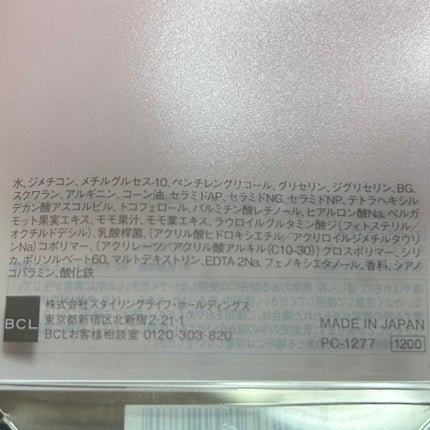 水、ジメチコン、メチルグルセス-10、ペンチレングリコール、グリセリン、ジグリセリン、BG、
スクワラン、アルギニン、コーン油、セラミドAP、セラミドNG、セラミドNP、テトラヘキシル
デカン酸アスコルビル、トコフェロール、パルミチン酸レチノール、ヒアルロン酸Na、ベルガ
モット果実エキス、モモ果汁、モモ葉エキス、ラウロイルグルタミン酸ジ(フィトステリル/
オクチルドデシル)、乳酸桿菌、(アクリル酸ヒドロキシエチル/アクリロイルジメチルタウリ
ンNa)コポリマー、(アクリレーツ/アクリル酸アルキル(C10-30))クロスポリマー、シリ
カ、ポリソルベート60、マルトデキストリン、EDTA-2Na、フェノキシエタノール、香料、シアノ
コバラミン、酸化鉄
BCL
株式会社スタイリングライフ・ホールディングス
東京都新宿区北新宿2-21-1
BCLお客様相談室 0120-303-820
MADE IN JAPAN
PC-1277 1200